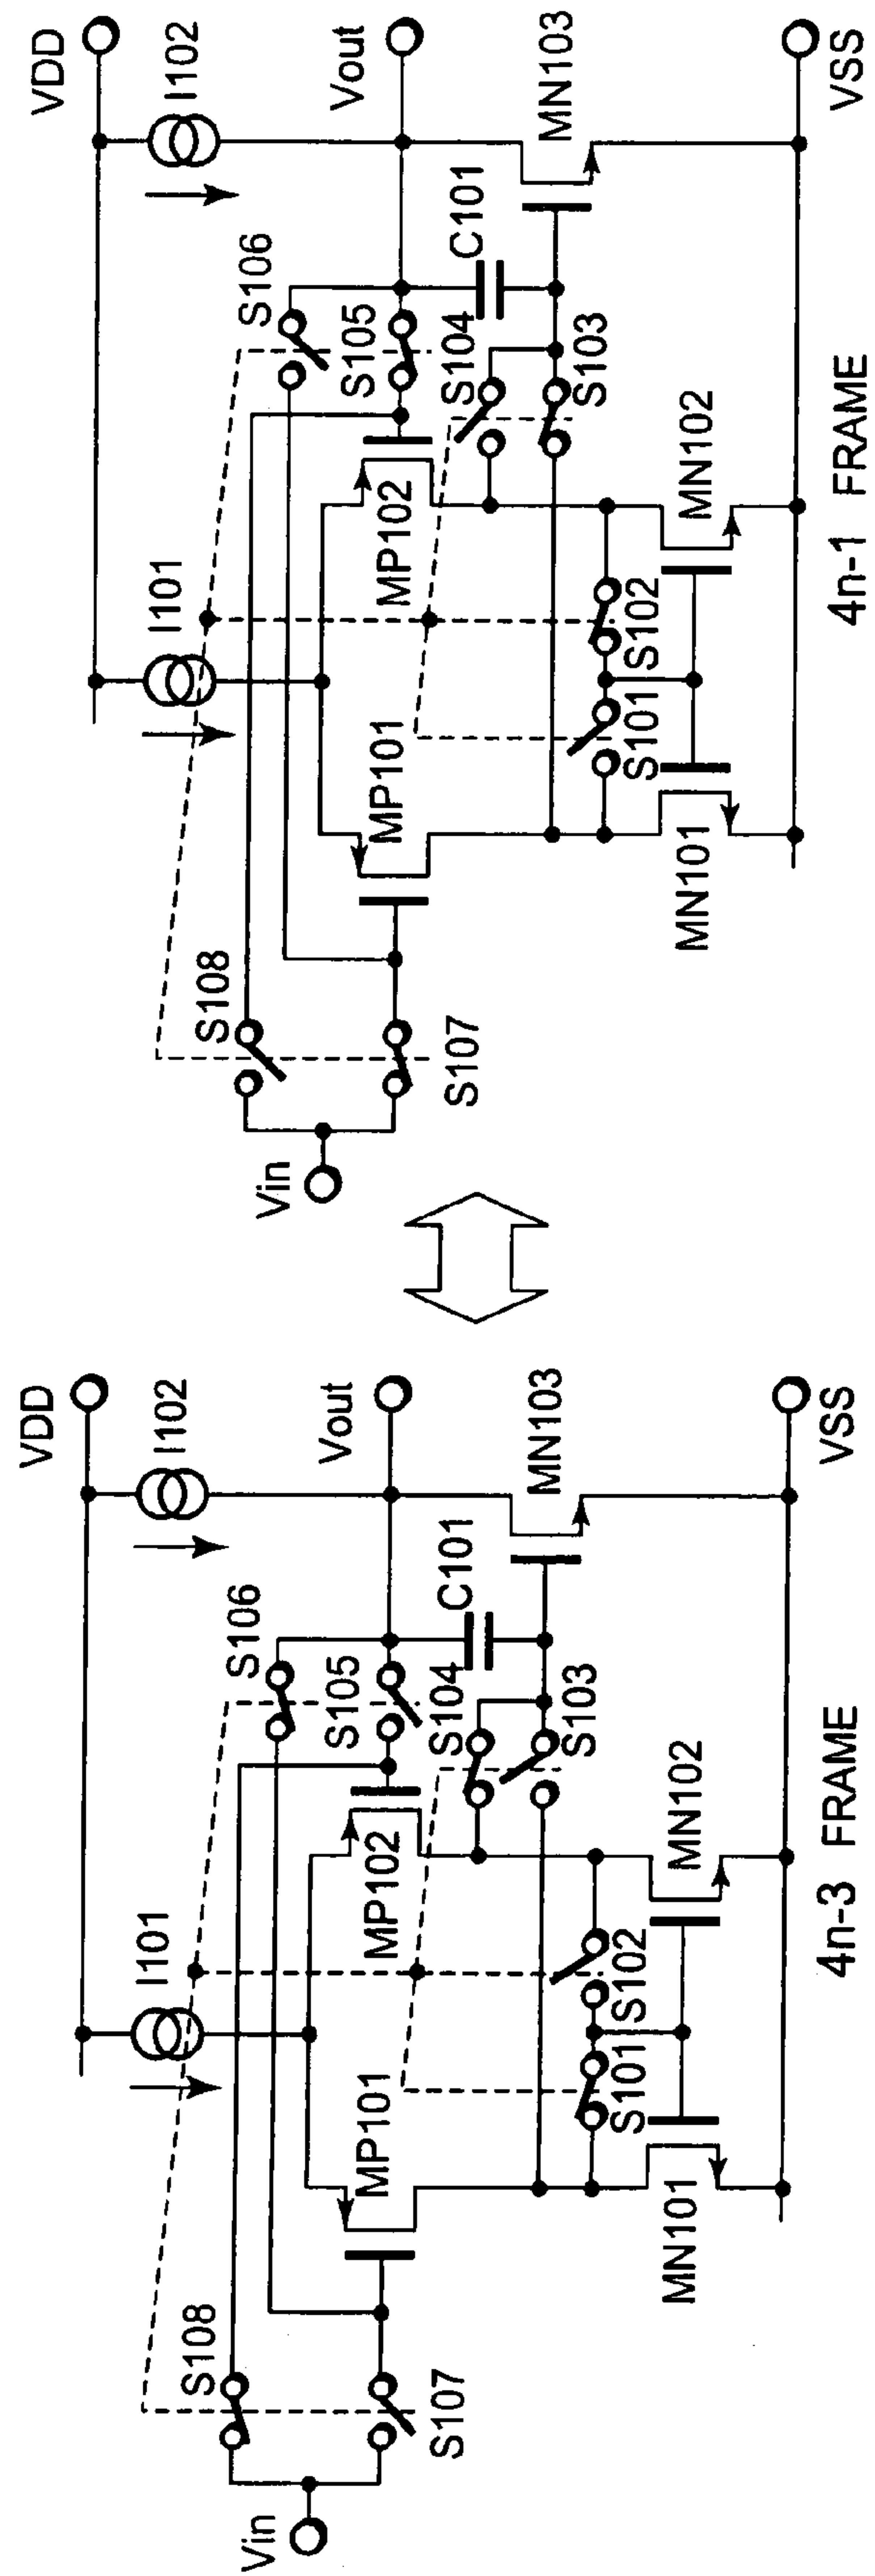 VDD
I102
I101
S106
Vout
S108
S105
C101
S104
MP101
MP102
MN103
Vin
S107
S103
S101
S102
MN101
MN102
VSS
4n-3 FRAME
VDD
I102
I101
S106
Vout
S108
S105
C101
S104
MP101
MP102
MN103
Vin
S107
S103
S101
S102
MN101
MN102
VSS
4n-1 FRAME